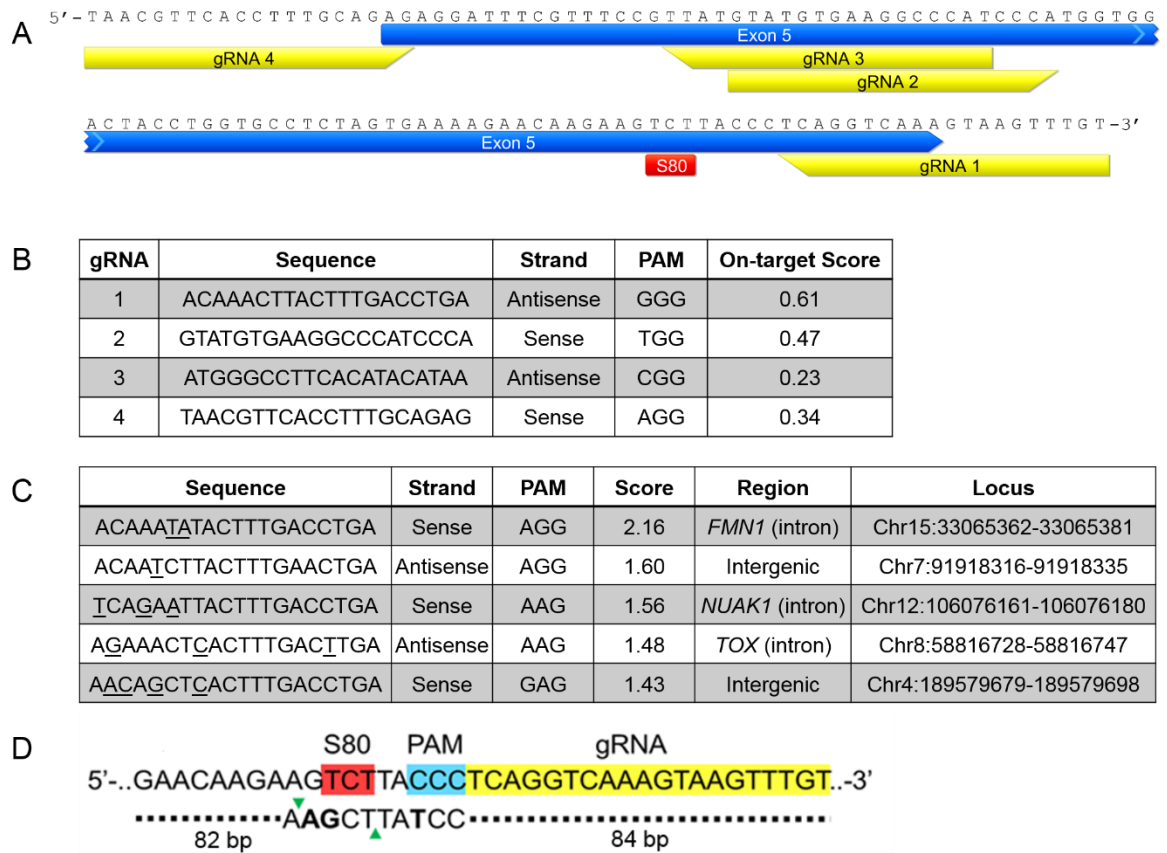 A
5'-TAACGTTCACCTTTGCAGAGAGGATTTCGTTTCCGTTATGTATGTGAAGGCCCATCCCATGGTGG
Exon 5
gRNA 4
gRNA 3
gRNA 2
ACTACCTGGTGCCTCTAGTGAAAAGAACAAGAAGTCTTACCCTCAGGTCAAAGTAAGTTTGT-3'
Exon 5
S80
gRNA 1
B
gRNA Sequence Strand PAM On-target Score
1 ACAAACTTACTTTGACCTGA Antisense GGG 0.61
2 GTATGTGAAGGCCCATCCCA Sense TGG 0.47
3 ATGGGCCTTCACATACATAA Antisense CGG 0.23
4 TAACGTTCACCTTTGCAGAG Sense AGG 0.34
C
Sequence Strand PAM Score Region Locus
ACAAATATACTTTGACCTGA Sense AGG 2.16 FMN1 (intron) Chr15:33065362-33065381
ACAATCTTACTTTGAACTGA Antisense AGG 1.60 Intergenic Chr7:91918316-91918335
TCAGAATTACTTTGACCTGA Sense AAG 1.56 NUAK1 (intron) Chr12:106076161-106076180
AGAAACTCACTTTGACTTGA Antisense AAG 1.48 TOX (intron) Chr8:58816728-58816747
AACAGCTCACTTTGACCTGA Sense GAG 1.43 Intergenic Chr4:189579679-189579698
D
S80 PAM gRNA
5'-..GAACAAGAAGTCTTACCCTCAGGTCAAAGTAAGTTTGT..-3'
AAGCTTATCC
82 bp 84 bp